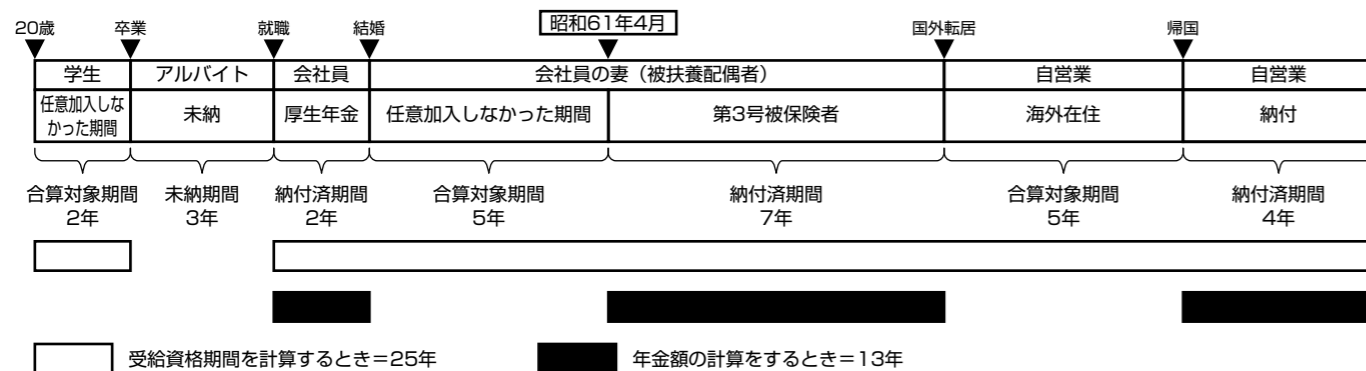 昭和61年4月
20歳 卒業 就職 結婚 国外転居 帰国
学生 アルバイト 会社員 会社員の妻（被扶養配偶者） 自営業 自営業
任意加入しな
かった期間 未納 厚生年金 任意加入しなかった期間 第3号被保険者 海外在住 納付
合算対象期間 未納期間 納付済期間 合算対象期間 納付済期間 合算対象期間 納付済期間
2年 3年 2年 5年 7年 5年 4年
受給資格期間を計算するとき＝25年 年金額の計算をするとき＝13年